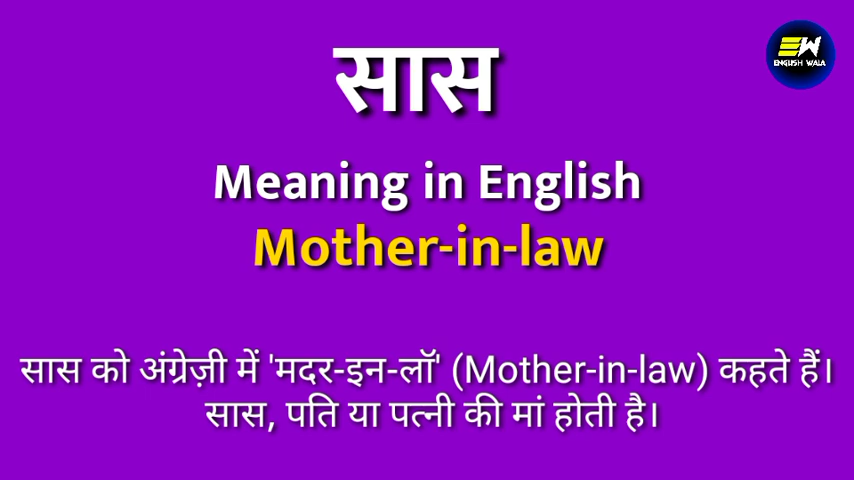 सास
EW
ENGLISH WALA
Meaning in English
Mother-in-law
सास को अंग्रेज़ी में 'मदर-इन-लॉ' (Mother-in-law) कहते हैं।
सास, पति या पत्नी की मां होती है।